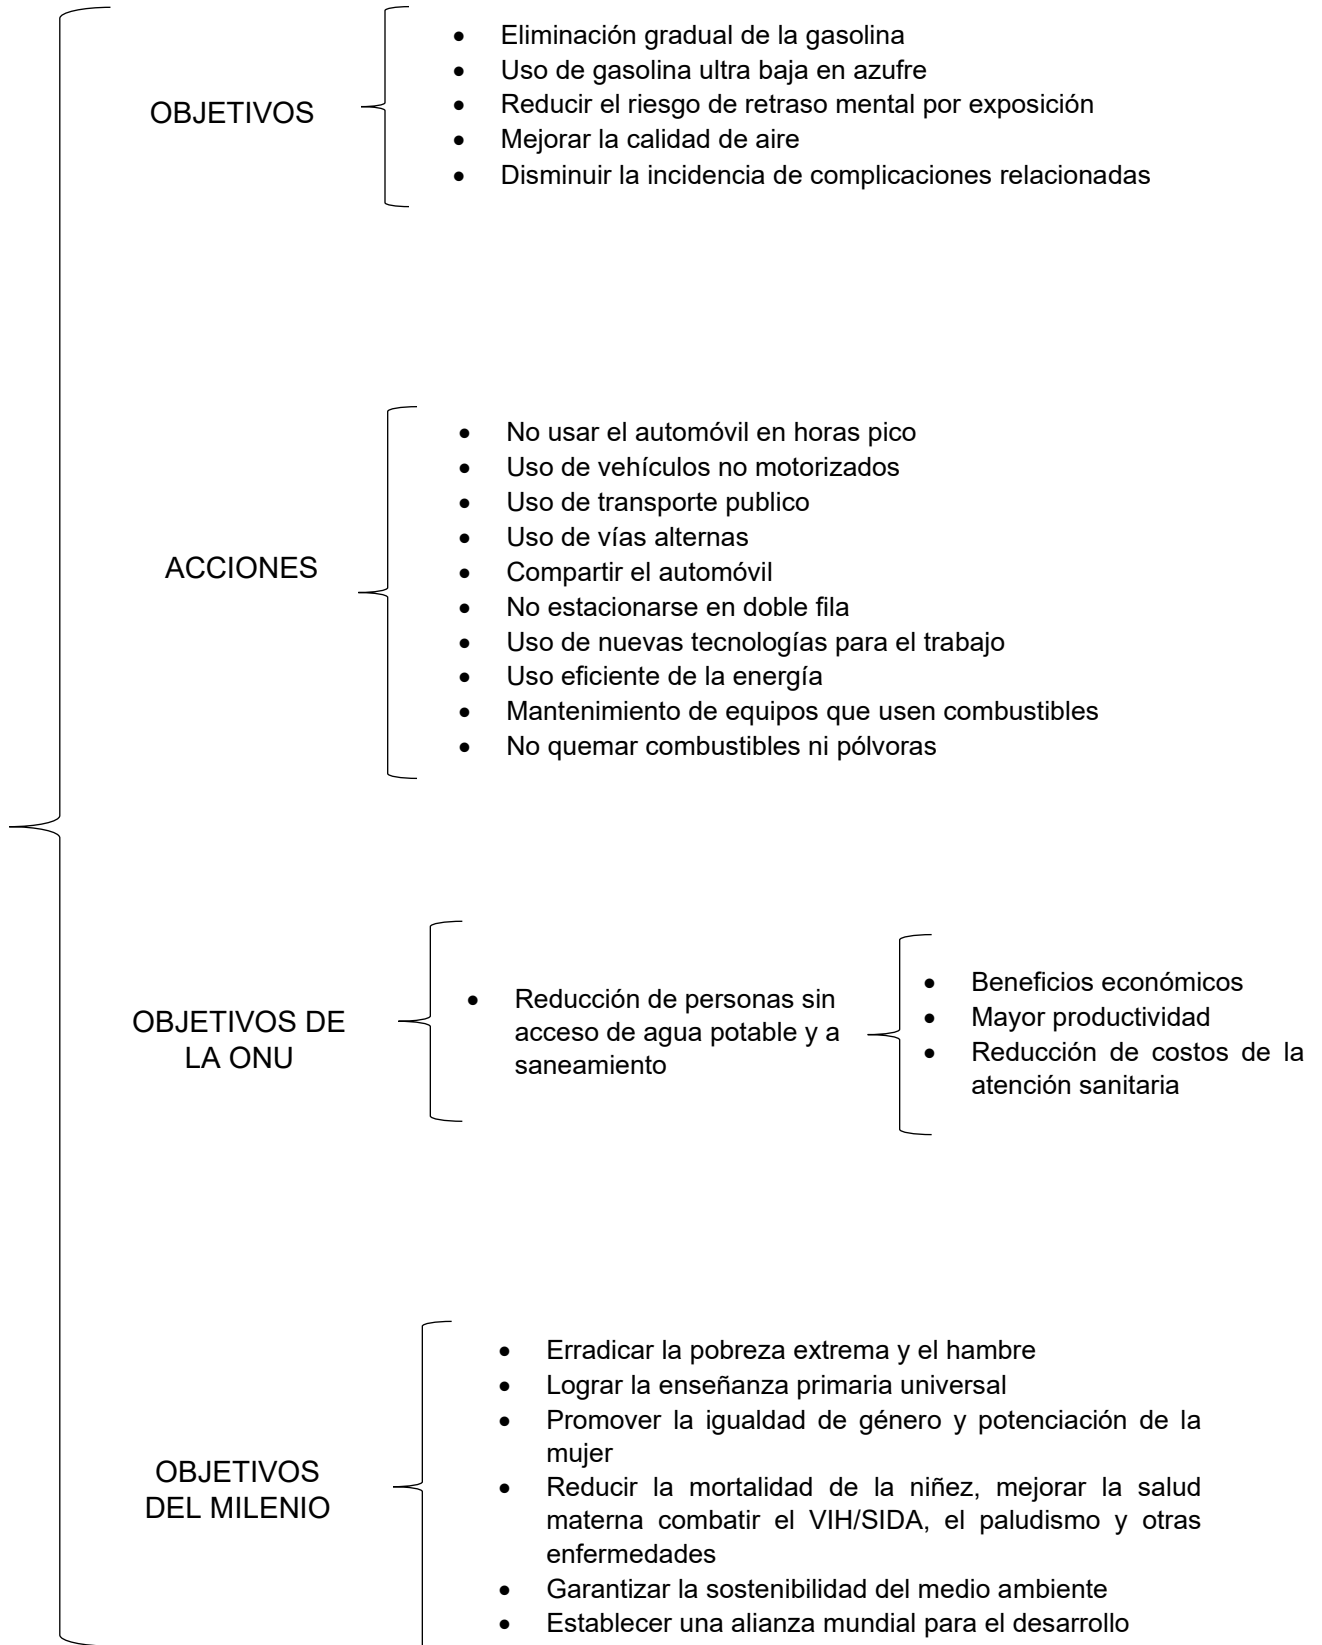 OBJETIVOS
• Eliminación gradual de la gasolina
• Uso de gasolina ultra baja en azufre
• Reducir el riesgo de retraso mental por exposición
• Mejorar la calidad de aire
• Disminuir la incidencia de complicaciones relacionadas
ACCIONES
• No usar el automóvil en horas pico
• Uso de vehículos no motorizados
• Uso de transporte publico
• Uso de vías alternas
• Compartir el automóvil
• No estacionarse en doble fila
• Uso de nuevas tecnologías para el trabajo
• Uso eficiente de la energía
• Mantenimiento de equipos que usen combustibles
• No quemar combustibles ni pólvoras
OBJETIVOS DE
LA ONU
• Reducción de personas sin
acceso de agua potable y a
saneamiento
• Beneficios económicos
• Mayor productividad
• Reducción de costos de la
atención sanitaria
OBJETIVOS
DEL MILENIO
• Erradicar la pobreza extrema y el hambre
• Lograr la enseñanza primaria universal
• Promover la igualdad de género y potenciación de la
mujer
• Reducir la mortalidad de la niñez, mejorar la salud
materna combatir el VIH/SIDA, el paludismo y otras
enfermedades
• Garantizar la sostenibilidad del medio ambiente
• Establecer una alianza mundial para el desarrollo